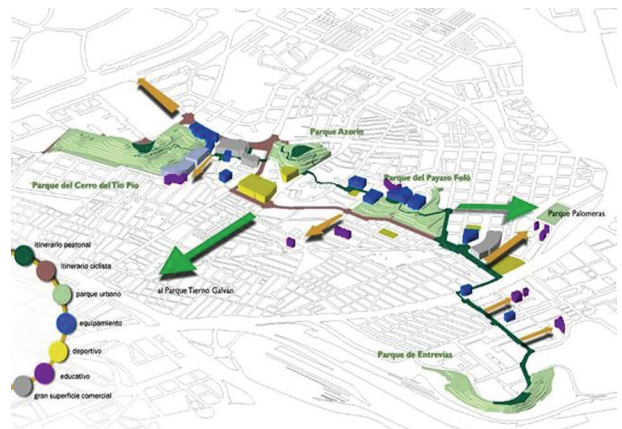 Parque Azorín
Parque del Cerro del Tío Pío
Parque del Payaso Fofó
Parque Palomeras
al Parque Tierno Galván
itinerario peatonal
itinerario ciclista
parque urbano
equipamiento
deportivo
educativo
gran superficie comercial
Parque de Entrevías